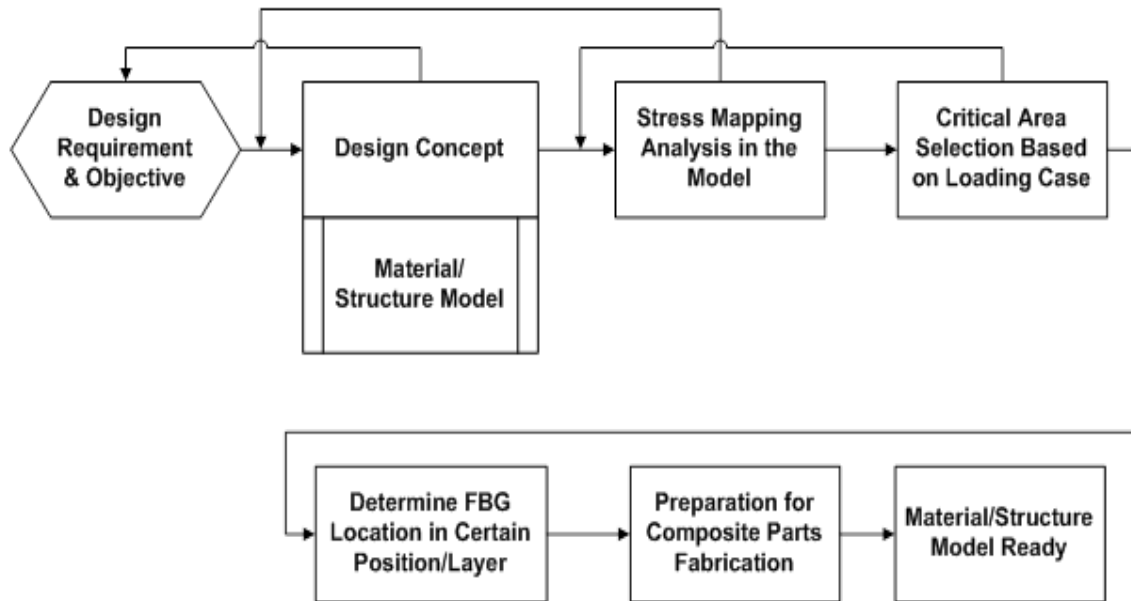 Design
Requirement
& Objective
Design Concept
Material/
Structure Model
Stress Mapping
Analysis in the
Model
Critical Area
Selection Based
on Loading Case
Determine FBG
Location in Certain
Position/Layer
Preparation for
Composite Parts
Fabrication
Material/Structure
Model Ready